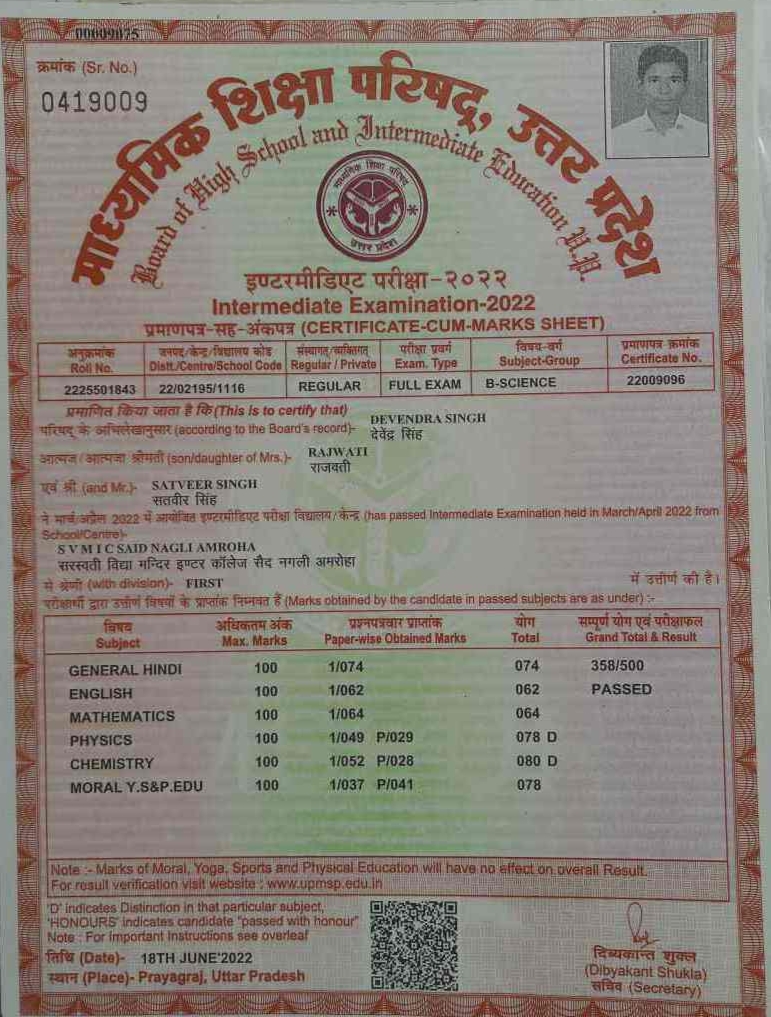 00009075
क्रमांक (Sr. No.)
0419009
माध्यमिक शिक्षा परिषद्, उत्तर प्रदेश
Board of High School and Intermediate Education U.P.
माध्यमिक शिक्षा परिषद
उत्तर प्रदेश
इण्टरमीडिएट परीक्षा-२०२२
Intermediate Examination-2022
प्रमाणपत्र-सह-अंकपत्र (CERTIFICATE-CUM-MARKS SHEET)
अनुक्रमांक जनपद/केन्द्र/विद्यालय कोड संस्थागत/व्यक्तिगत परीक्षा प्रवर्ग विषय-वर्ग प्रमाणपत्र क्रमांक
Roll No. Distt./Centre/School Code Regular / Private Exam. Type Subject-Group Certificate No.
2225501843 22/02195/1116 REGULAR FULL EXAM B-SCIENCE 22009096
प्रमाणित किया जाता है कि (This is to certify that)
परिषद् के अभिलेखानुसार (according to the Board's record)- DEVENDRA SINGH
देवेंद्र सिंह
आत्मज/आत्मजा श्रीमती (son/daughter of Mrs.)- RAJWATI
राजवती
एवं श्री (and Mr.)- SATVEER SINGH
सतवीर सिंह
ने मार्च/अप्रैल 2022 में आयोजित इण्टरमीडिएट परीक्षा विद्यालय/केन्द्र (has passed Intermediate Examination held in March/April 2022 from
School/Centre)-
S V M I C SAID NAGLI AMROHA
सरस्वती विद्या मन्दिर इण्टर कॉलेज सैद नगली अमरोहा
से श्रेणी (with division)- FIRST में उत्तीर्ण की है।
परीक्षार्थी द्वारा उत्तीर्ण विषयों के प्राप्तांक निम्नवत हैं (Marks obtained by the candidate in passed subjects are as under) :-
विषय अधिकतम अंक प्रश्नपत्रवार प्राप्तांक योग सम्पूर्ण योग एवं परीक्षाफल
Subject Max. Marks Paper-wise Obtained Marks Total Grand Total & Result
GENERAL HINDI 100 1/074 074 358/500
ENGLISH 100 1/062 062 PASSED
MATHEMATICS 100 1/064 064
PHYSICS 100 1/049 P/029 078 D
CHEMISTRY 100 1/052 P/028 080 D
MORAL Y.S&P.EDU 100 1/037 P/041 078
Note :- Marks of Moral, Yoga, Sports and Physical Education will have no effect on overall Result.
For result verification visit website : www.upmsp.edu.in
'D' indicates Distinction in that particular subject,
'HONOURS' indicates candidate "passed with honour"
Note : For Important Instructions see overleaf
तिथि (Date)- 18TH JUNE'2022
स्थान (Place)- Prayagraj, Uttar Pradesh
दिब्यकान्त शुक्ल
(Dibyakant Shukla)
सचिव (Secretary)